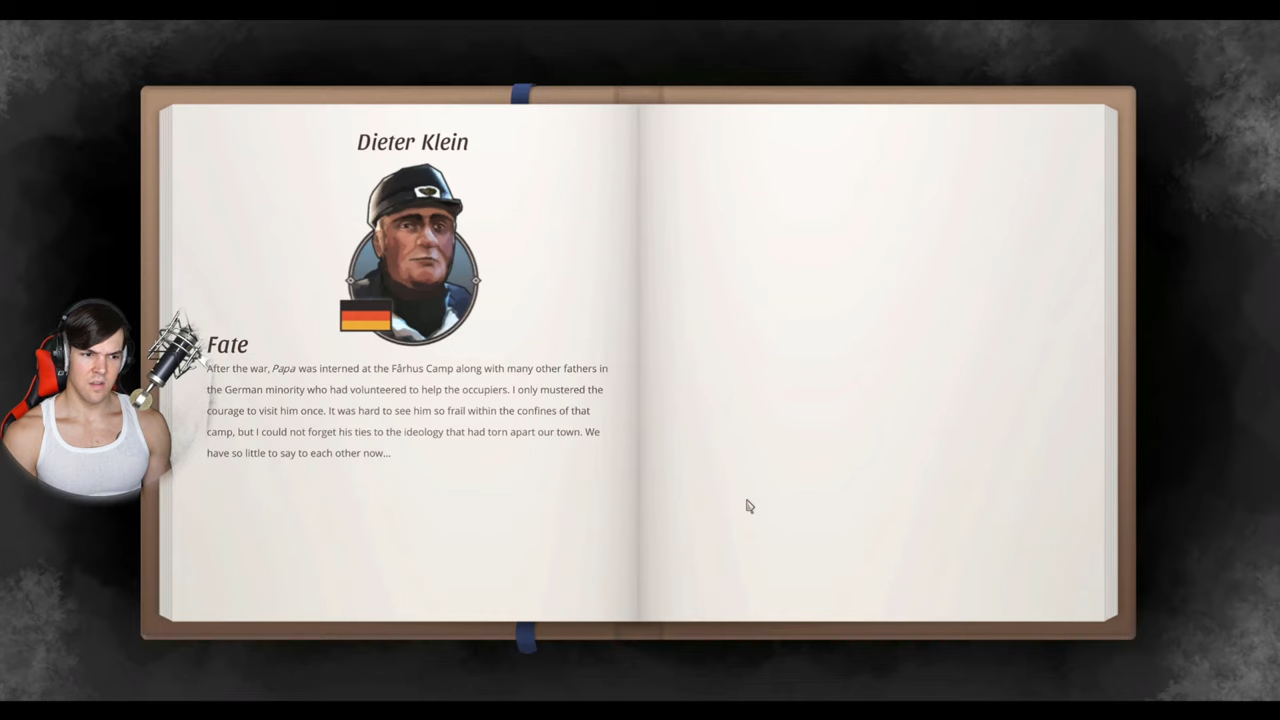 Dieter Klein
Fate
After the war, Papa was interned at the Fårhus Camp along with many other fathers in
the German minority who had volunteered to help the occupiers. I only mustered the
courage to visit him once. It was hard to see him so frail within the confines of that
camp, but I could not forget his ties to the ideology that had torn apart our town. We
have so little to say to each other now...